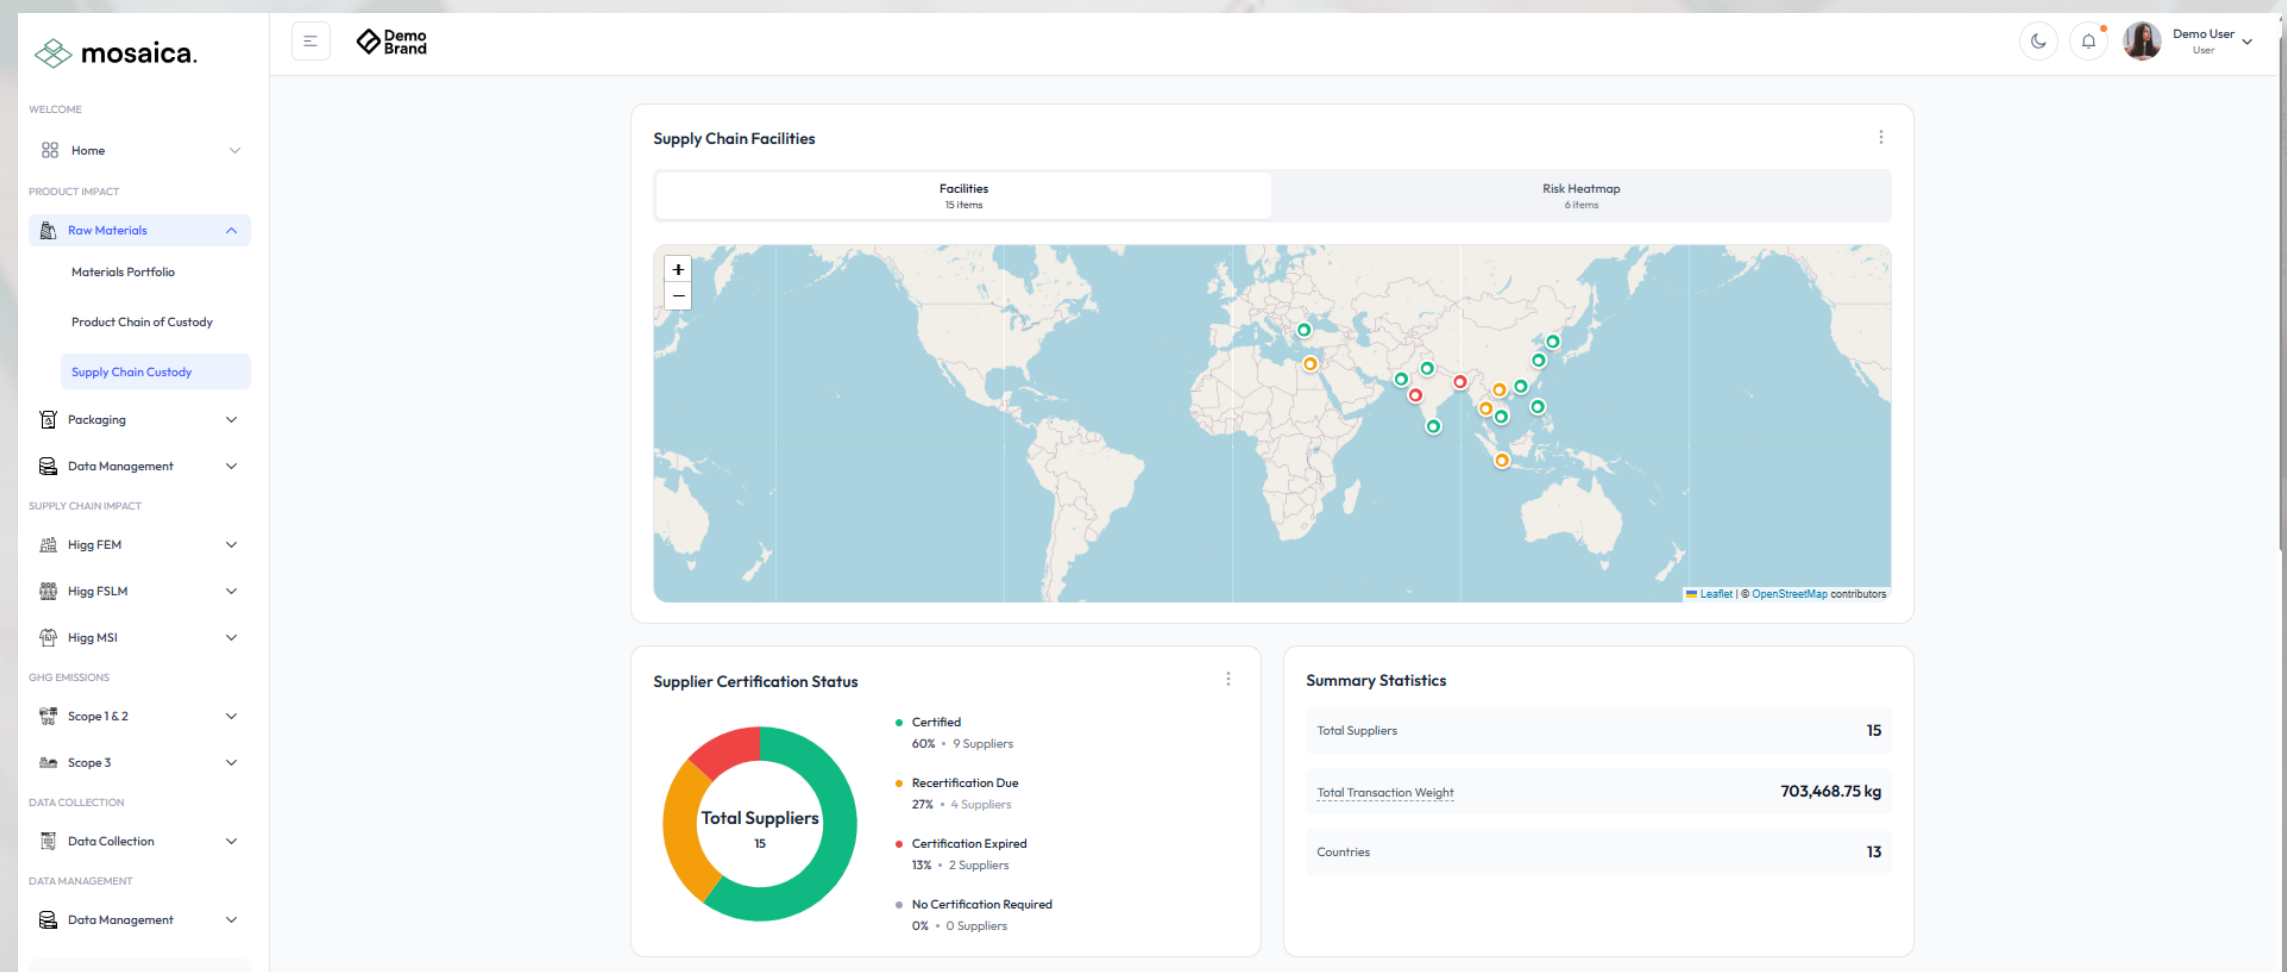 mosaica.
WELCOME
Home
PRODUCT IMPACT
Raw Materials
Materials Portfolio
Product Chain of Custody
Supply Chain Custody
Packaging
Data Management
SUPPLY CHAIN IMPACT
Higg FEM
Higg FSLM
Higg MSI
GHG EMISSIONS
Scope 1 & 2
Scope 3
DATA COLLECTION
Data Collection
DATA MANAGEMENT
Data Management
Demo
Brand
Demo User
User
Supply Chain Facilities
Facilities
15 items
Risk Heatmap
6 items
+
−
Leaflet | © OpenStreetMap contributors
Supplier Certification Status
Total Suppliers
15
Certified
60% • 9 Suppliers
Recertification Due
27% • 4 Suppliers
Certification Expired
13% • 2 Suppliers
No Certification Required
0% • 0 Suppliers
Summary Statistics
Total Suppliers 15
Total Transaction Weight 703,468.75 kg
Countries 13